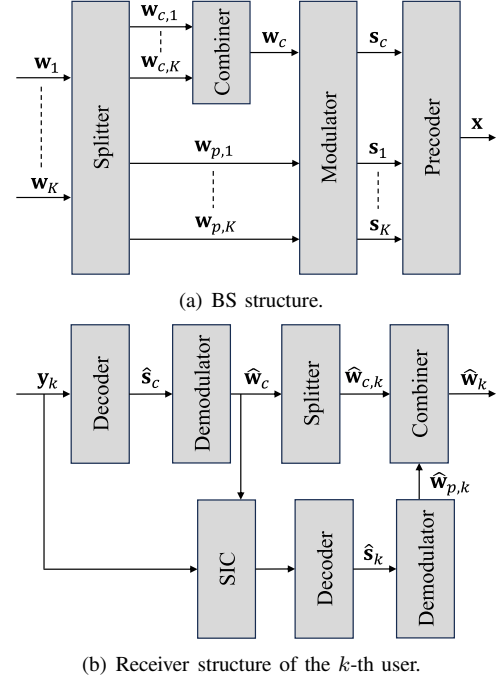 𝐰_{c,1}
𝐰_1
𝐰_{c,K}
Combiner
𝐰_c
𝐬_c
Splitter
𝐰_{p,1}
Modulator
𝐬_1
Precoder
𝐱
𝐰_K
𝐰_{p,K}
𝐬_K
(a) BS structure.
𝐲_k
Decoder
ŝ_c
Demodulator
ŵ_c
Splitter
ŵ_{c,k}
Combiner
ŵ_k
ŵ_{p,k}
SIC
Decoder
ŝ_k
Demodulator
(b) Receiver structure of the k-th user.